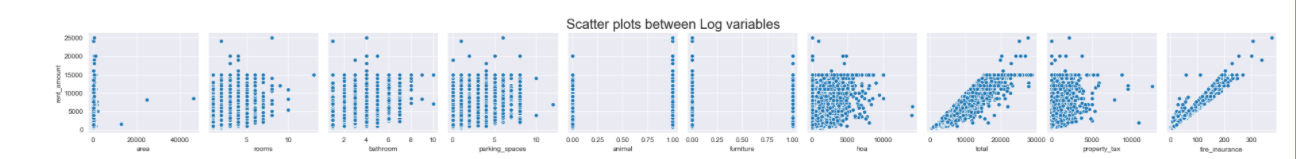 Scatter plots between Log variables
rent_amount
25000
20000
15000
10000
5000
0
0 20000 40000
5 10
2 4 6 8 10
0 5 10
0.00 0.25 0.50 0.75 1.00
0.00 0.25 0.50 0.75 1.00
0 5000 10000
0 10000 20000 30000
0 5000 10000
0 100 200 300
area rooms bathroom parking_spaces animal furniture hoa total property_tax fire_insurance